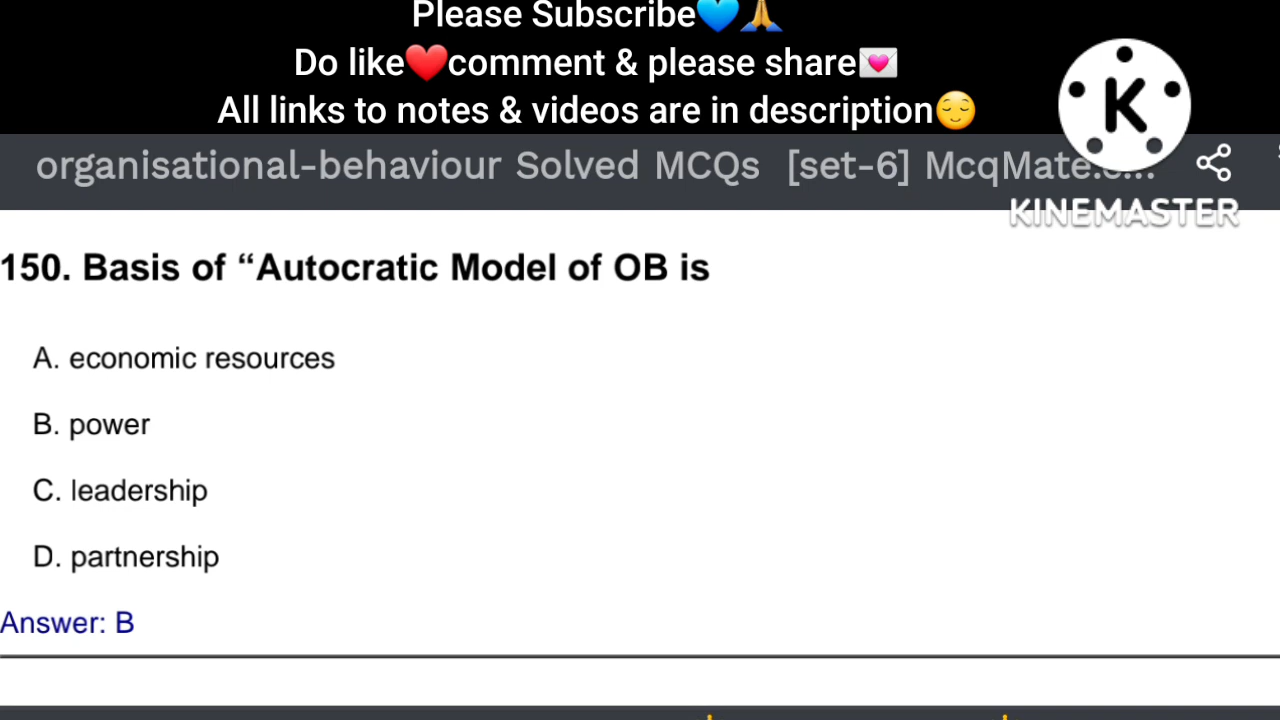 Please Subscribe💙🙏
Do like❤️comment & please share💌
All links to notes & videos are in description😌
K
organisational-behaviour Solved MCQs [set-6]
KINEMASTER
150. Basis of “Autocratic Model of OB is
A. economic resources
B. power
C. leadership
D. partnership
Answer: B